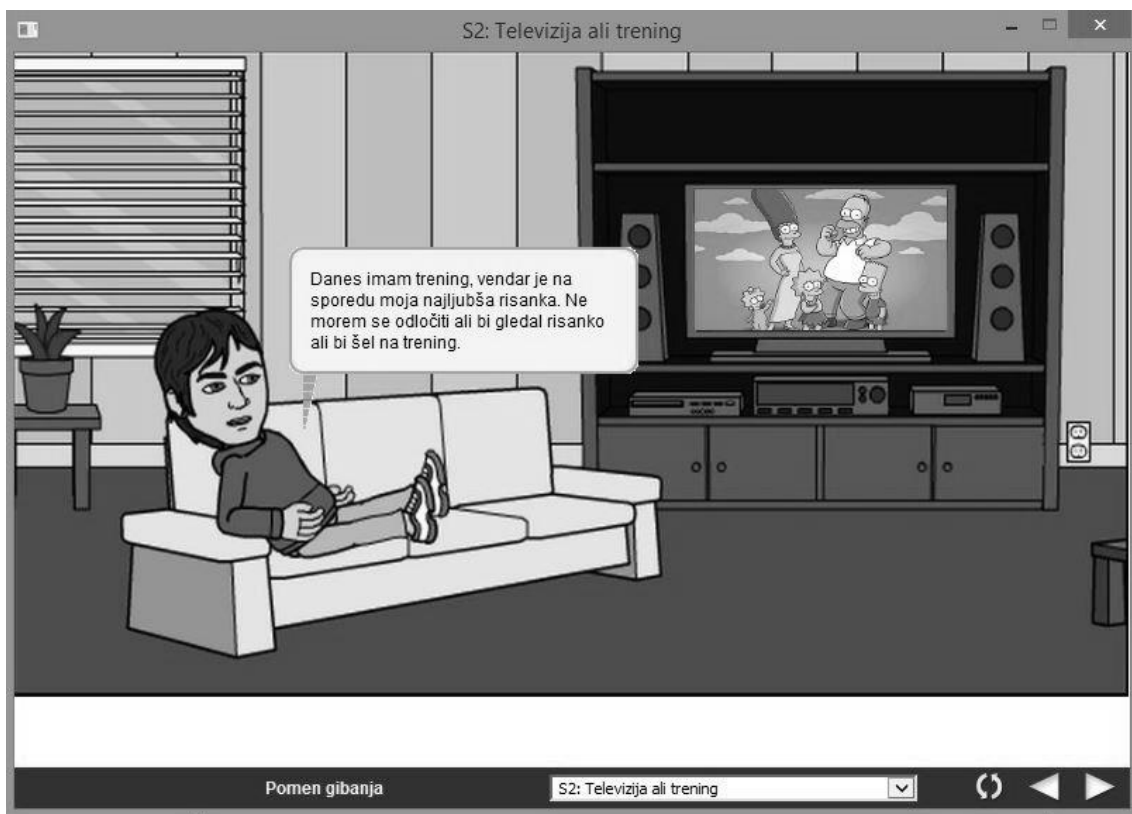 S2: Televizija ali trening
Danes imam trening, vendar je na
sporedu moja najljubša risanka. Ne
morem se odločiti ali bi gledal risanko
ali bi šel na trening.
Pomen gibanja
S2: Televizija ali trening